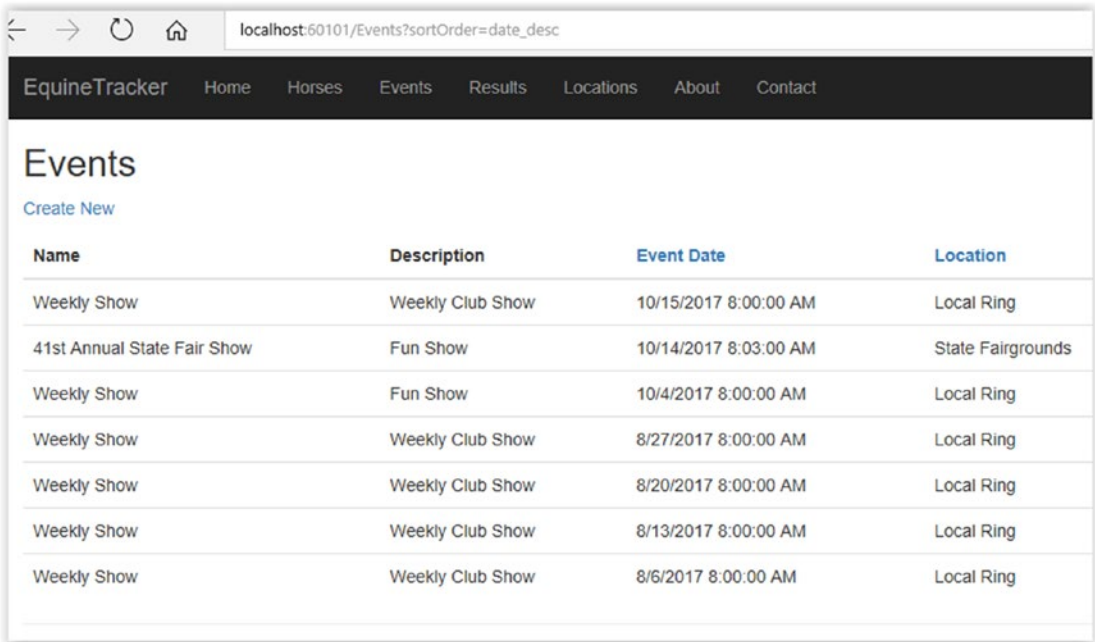 localhost:60101/Events?sortOrder=date_desc
EquineTracker Home Horses Events Results Locations About Contact
Events
Create New
Name Description Event Date Location
Weekly Show Weekly Club Show 10/15/2017 8:00:00 AM Local Ring
41st Annual State Fair Show Fun Show 10/14/2017 8:03:00 AM State Fairgrounds
Weekly Show Fun Show 10/4/2017 8:00:00 AM Local Ring
Weekly Show Weekly Club Show 8/27/2017 8:00:00 AM Local Ring
Weekly Show Weekly Club Show 8/20/2017 8:00:00 AM Local Ring
Weekly Show Weekly Club Show 8/13/2017 8:00:00 AM Local Ring
Weekly Show Weekly Club Show 8/6/2017 8:00:00 AM Local Ring